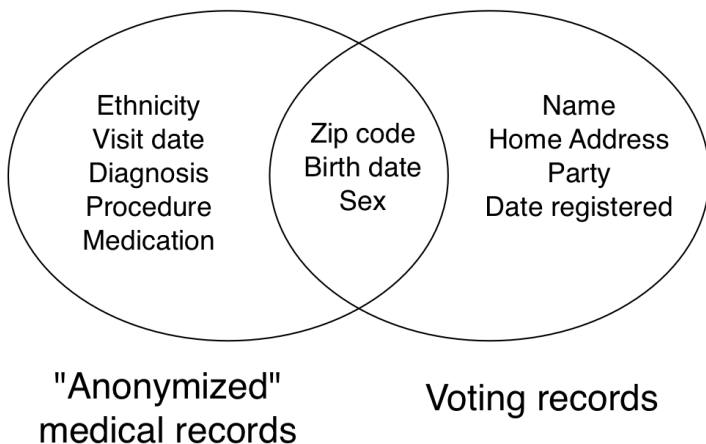 Ethnicity
Visit date
Diagnosis
Procedure
Medication
Zip code
Birth date
Sex
Name
Home Address
Party
Date registered
"Anonymized"
medical records
Voting records